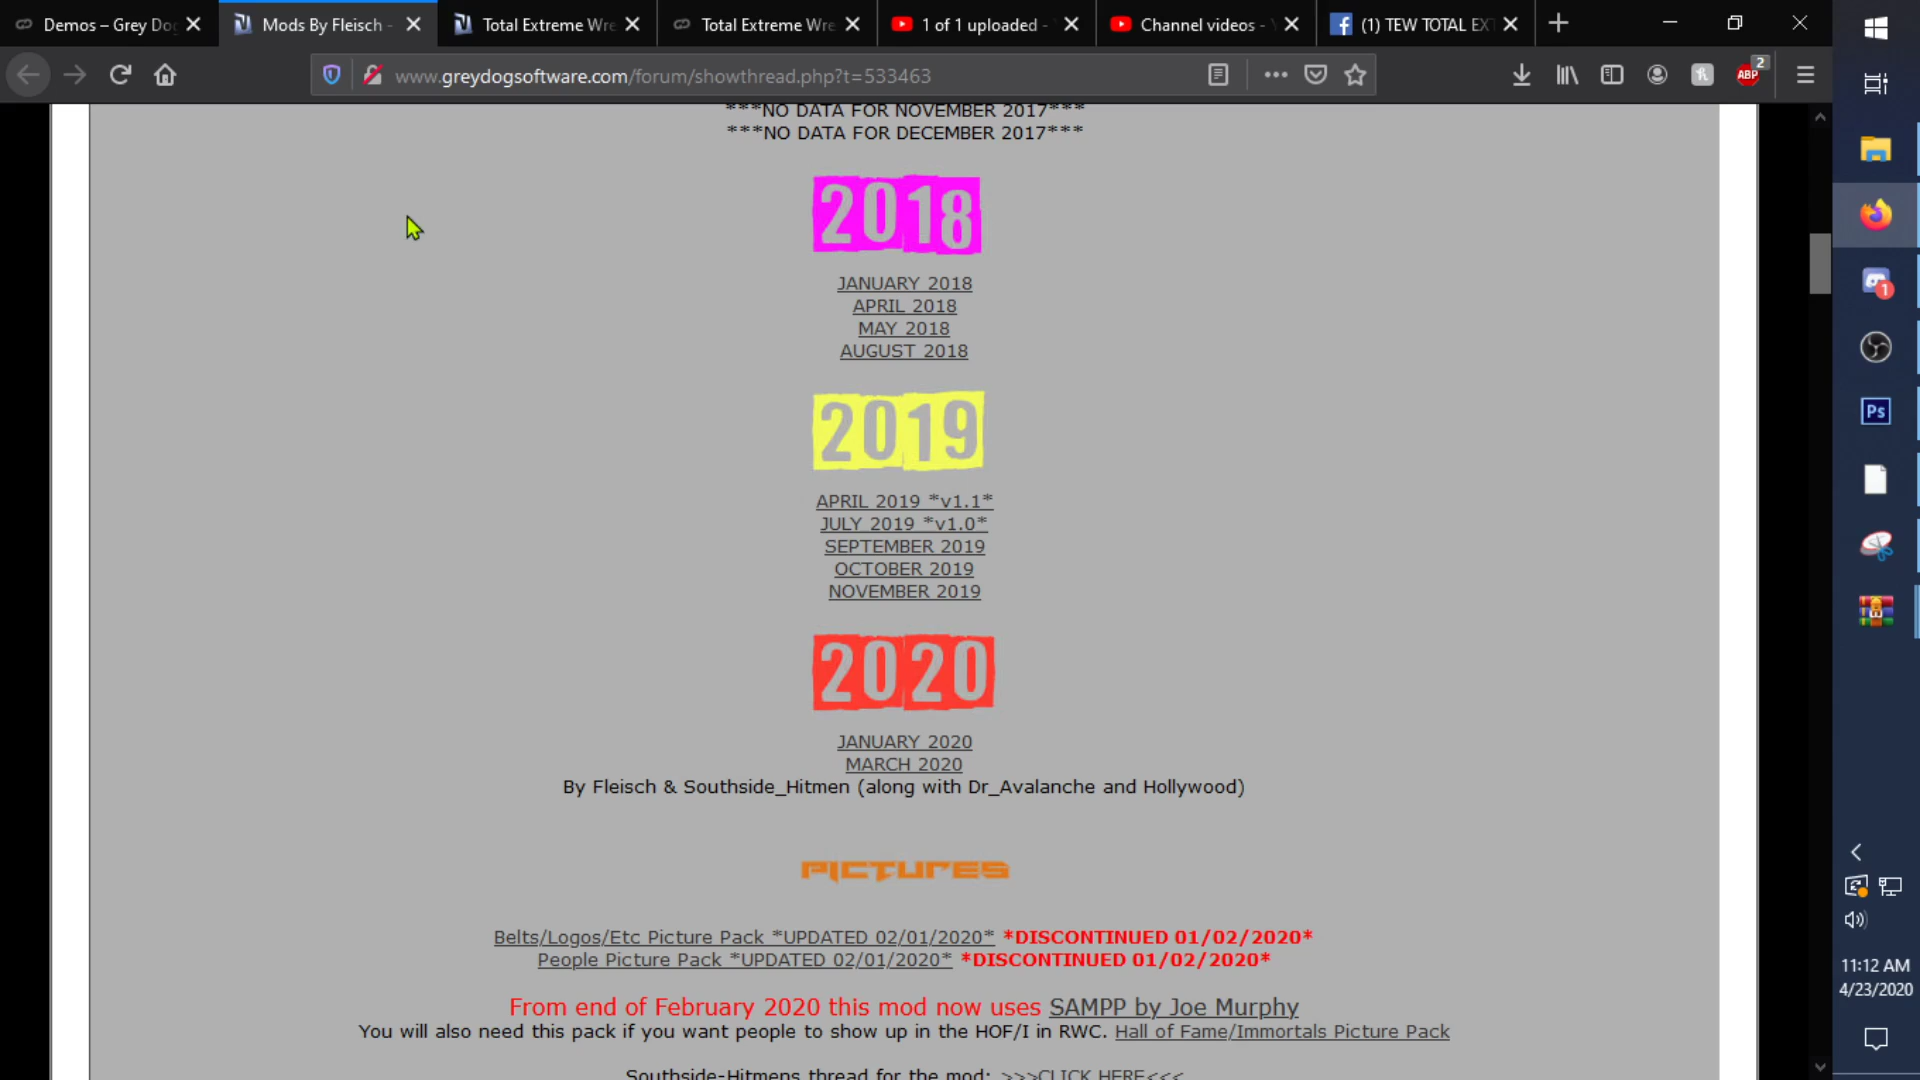 Demos – Grey Dog
Mods By Fleisch -
Total Extreme Wre
Total Extreme Wre
1 of 1 uploaded -
Channel videos -
(1) TEW TOTAL EXT
www.greydogsoftware.com/forum/showthread.php?t=533463
ABP
2
***NO DATA FOR NOVEMBER 2017***
***NO DATA FOR DECEMBER 2017***
2018
JANUARY 2018
APRIL 2018
MAY 2018
AUGUST 2018
2019
APRIL 2019 *v1.1*
JULY 2019 *v1.0*
SEPTEMBER 2019
OCTOBER 2019
NOVEMBER 2019
2020
JANUARY 2020
MARCH 2020
By Fleisch & Southside_Hitmen (along with Dr_Avalanche and Hollywood)
PICTURES
Belts/Logos/Etc Picture Pack *UPDATED 02/01/2020* *DISCONTINUED 01/02/2020*
People Picture Pack *UPDATED 02/01/2020* *DISCONTINUED 01/02/2020*
From end of February 2020 this mod now uses SAMPP by Joe Murphy
You will also need this pack if you want people to show up in the HOF/I in RWC. Hall of Fame/Immortals Picture Pack
Southside-Hitmens thread for the mod: >>>CLICK HERE<<<
1
Ps
11:12 AM
4/23/2020